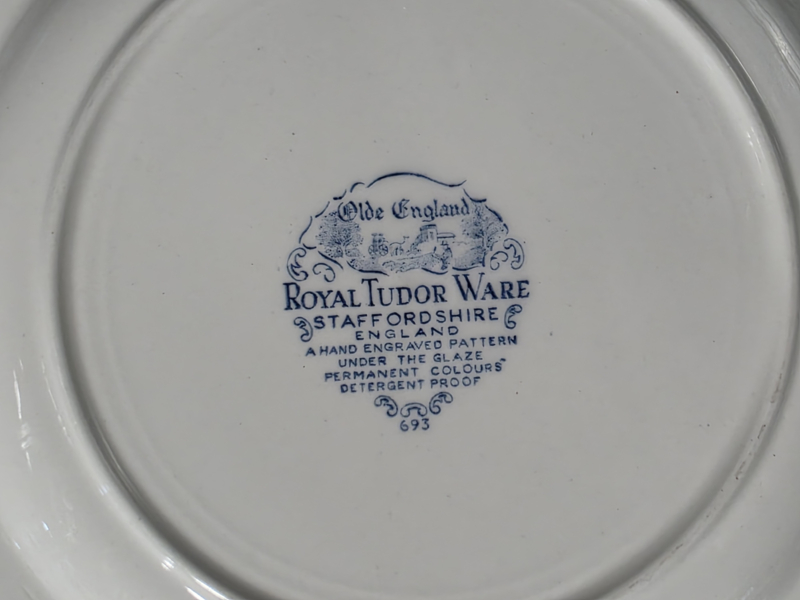 Olde England
ROYAL TUDOR WARE
STAFFORDSHIRE
ENGLAND
A HAND ENGRAVED PATTERN
UNDER THE GLAZE
PERMANENT COLOURS
DETERGENT PROOF
693